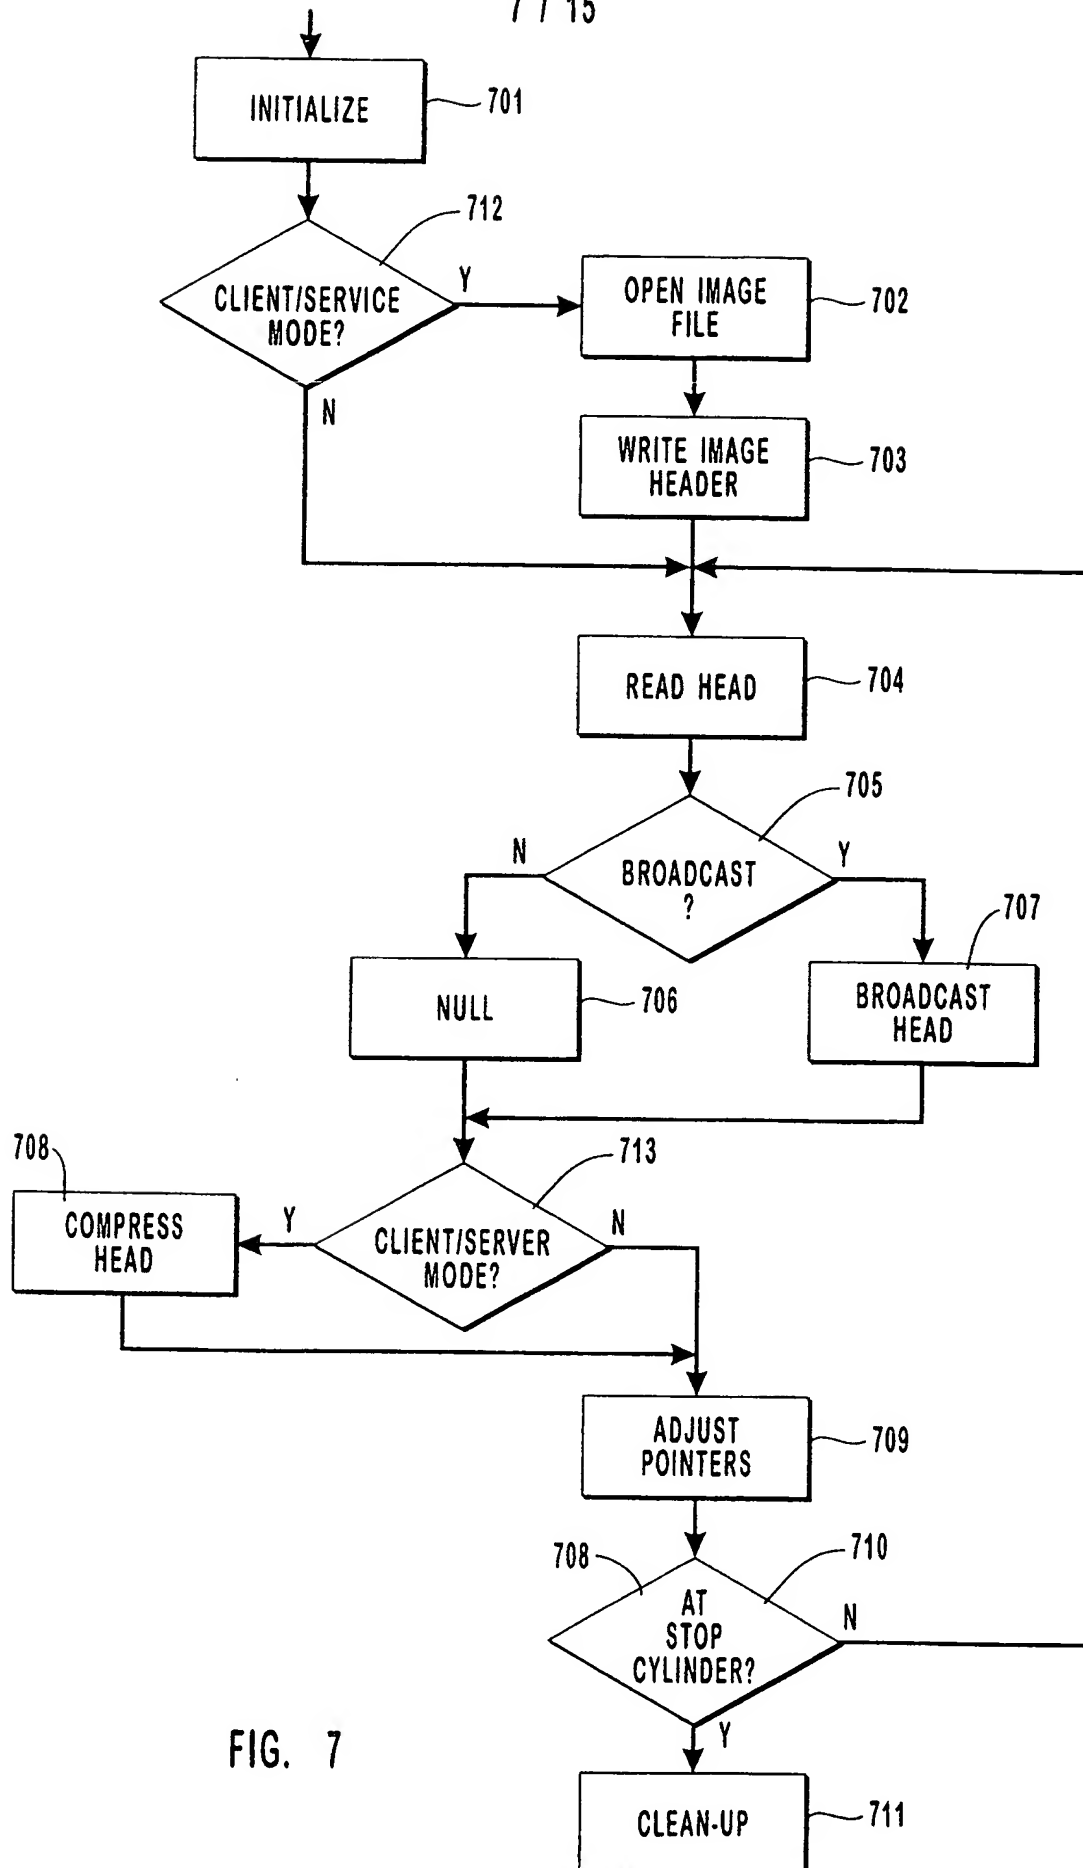 7 / 15
INITIALIZE
701
712
CLIENT/SERVICE
MODE?
Y
N
OPEN IMAGE
FILE
702
WRITE IMAGE
HEADER
703
READ HEAD
704
705
BROADCAST
?
N
Y
707
NULL
706
BROADCAST
HEAD
708
COMPRESS
HEAD
Y
713
CLIENT/SERVER
MODE?
N
ADJUST
POINTERS
709
708
710
AT
STOP
CYLINDER?
N
Y
FIG. 7
CLEAN-UP
711